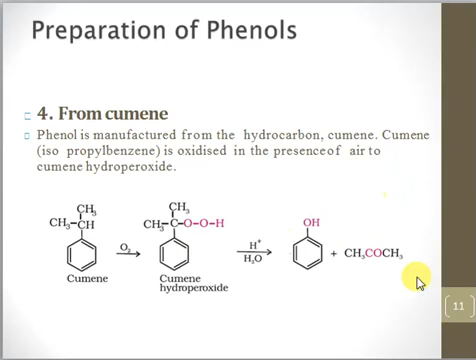 Preparation of Phenols
4. From cumene
Phenol is manufactured from the hydrocarbon, cumene. Cumene
(iso propylbenzene) is oxidised in the presence of air to
cumene hydroperoxide.
CH₃
CH₃–CH
Cumene
O₂
CH₃
CH₃–C–O–O–H
Cumene
hydroperoxide
H⁺
H₂O
OH
+ CH₃COCH₃
11